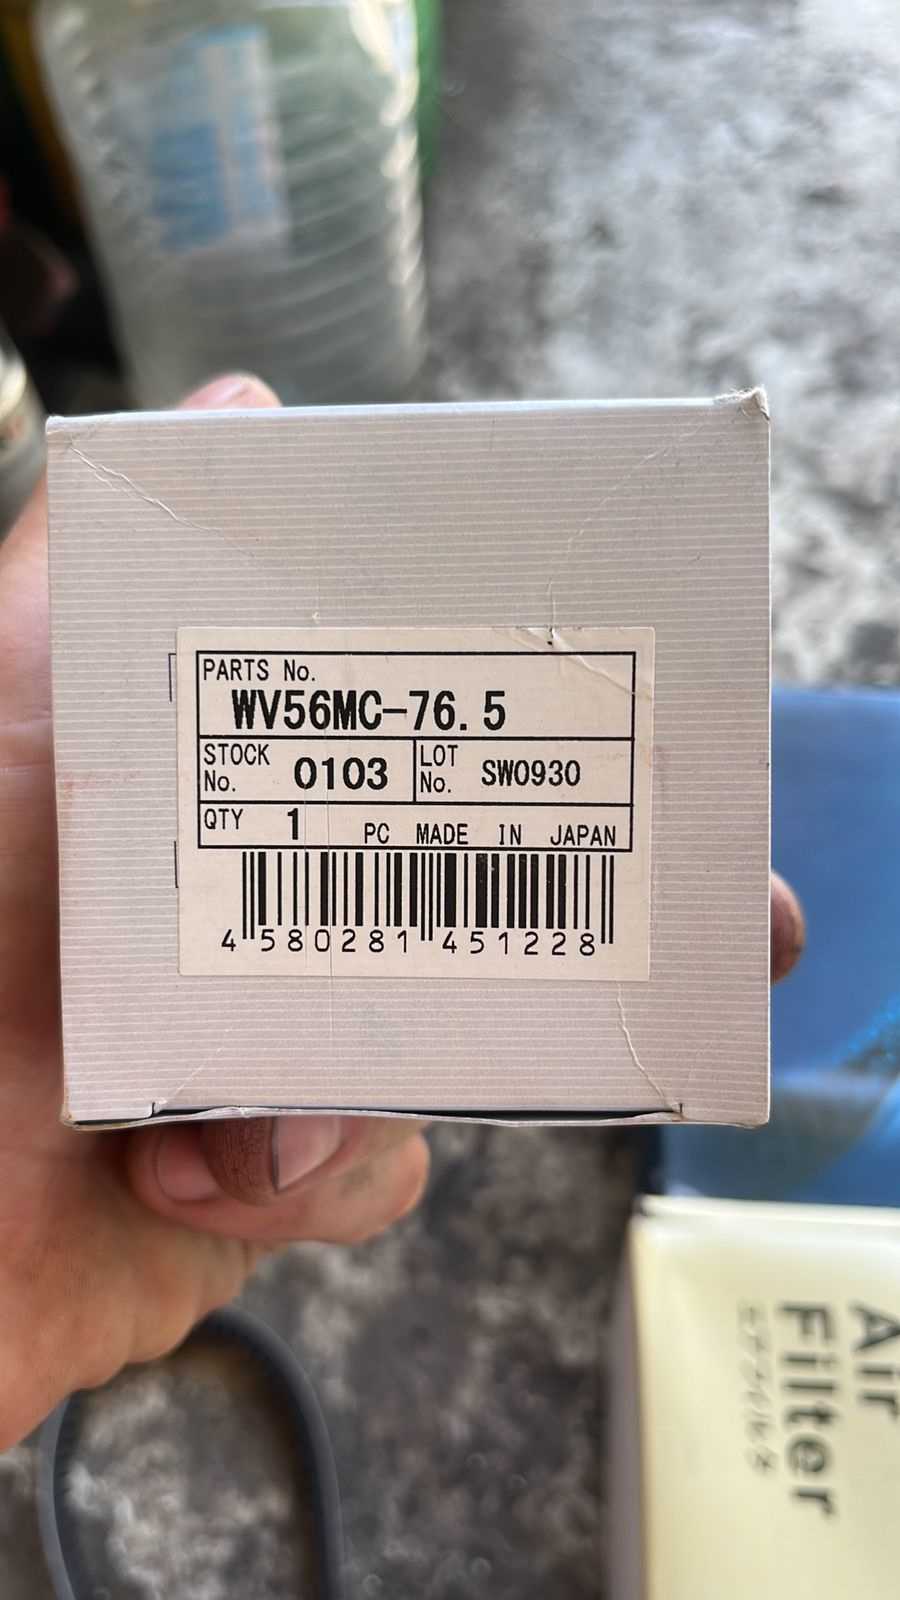 PARTS No.
WV56MC-76.5
STOCK No. 0103
LOT No. SW0930
QTY 1 PC MADE IN JAPAN
4 580281 451228
Air
Filter